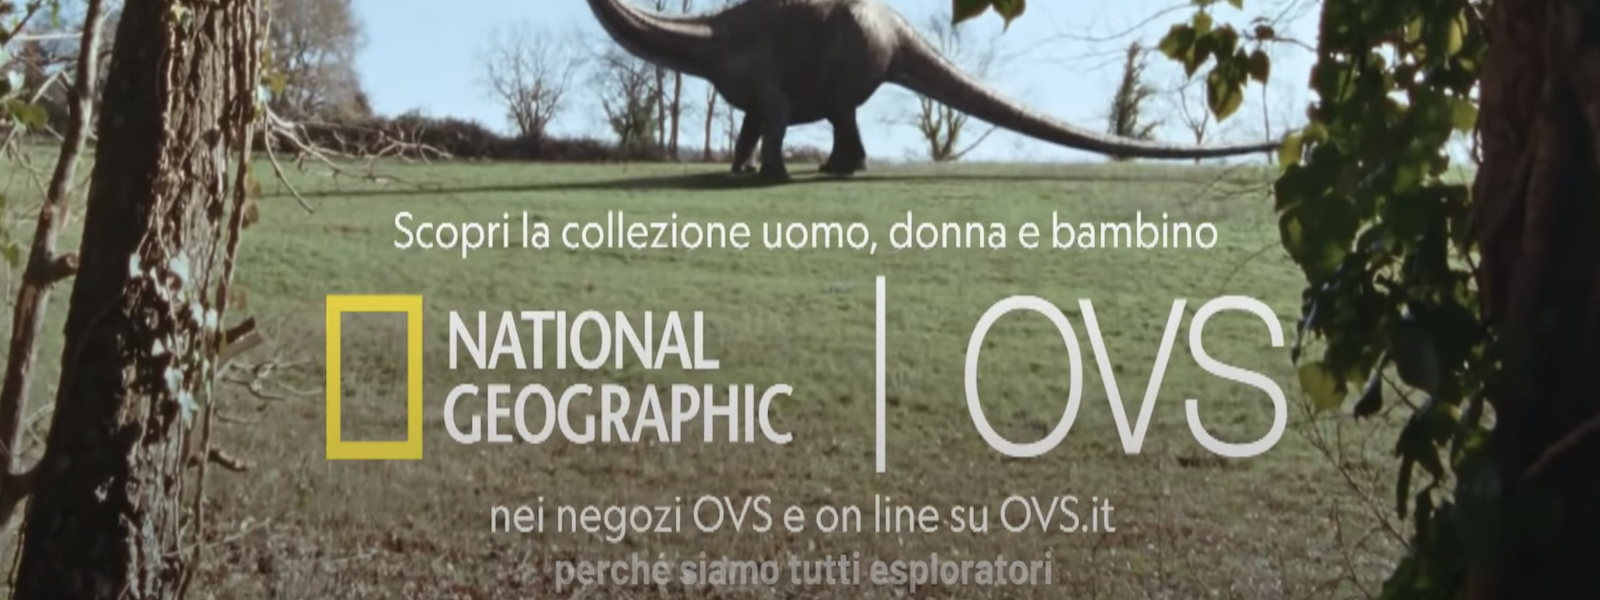 Scopri la collezione uomo, donna e bambino
NATIONAL
GEOGRAPHIC
OVS
nei negozi OVS e on line su OVS.it
perché siamo tutti esploratori